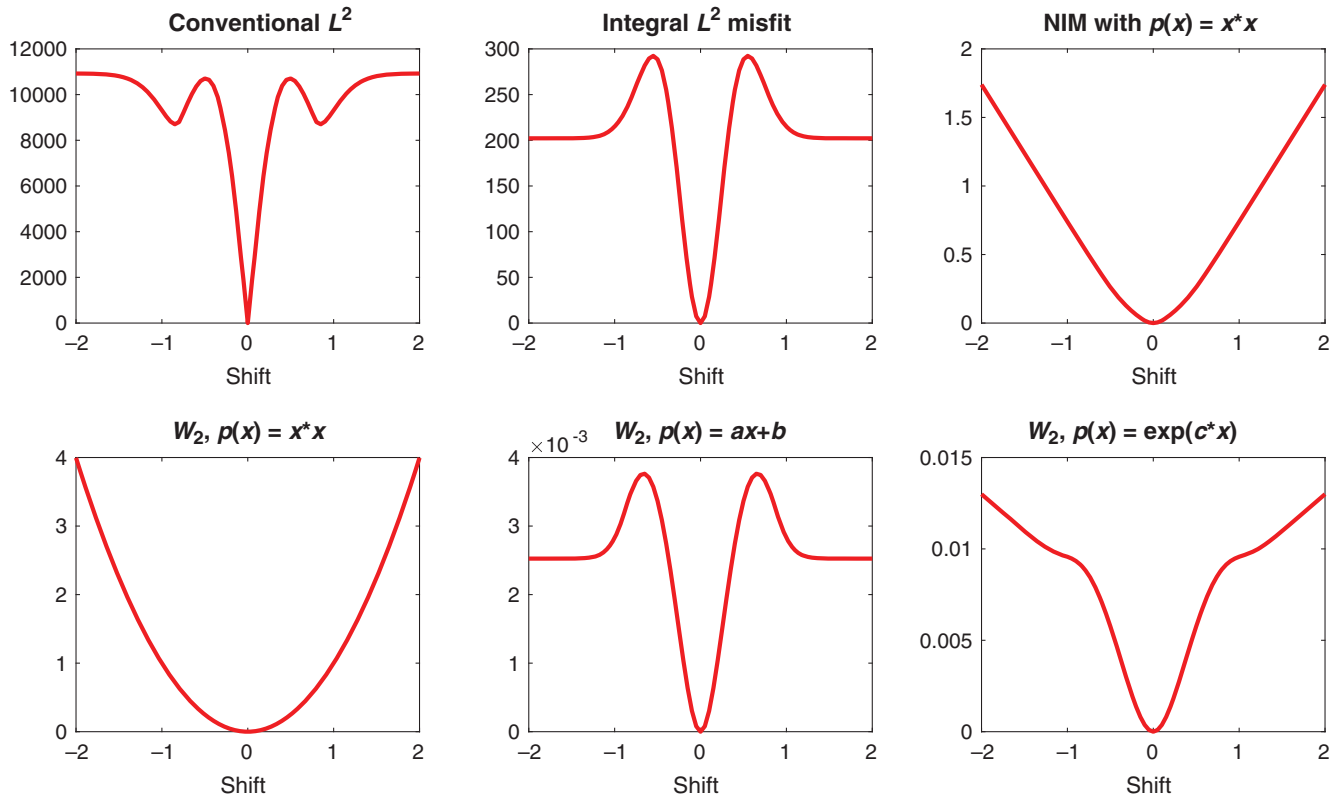 Conventional L²
12000
10000
8000
6000
4000
2000
0
−2 −1 0 1 2
Shift
Integral L² misfit
300
250
200
150
100
50
0
−2 −1 0 1 2
Shift
NIM with p(x) = x*x
2
1.5
1
0.5
0
−2 −1 0 1 2
Shift
W₂, p(x) = x*x
4
3
2
1
0
−2 −1 0 1 2
Shift
W₂, p(x) = ax+b
×10⁻³
4
3
2
1
0
−2 −1 0 1 2
Shift
W₂, p(x) = exp(c*x)
0.015
0.01
0.005
0
−2 −1 0 1 2
Shift